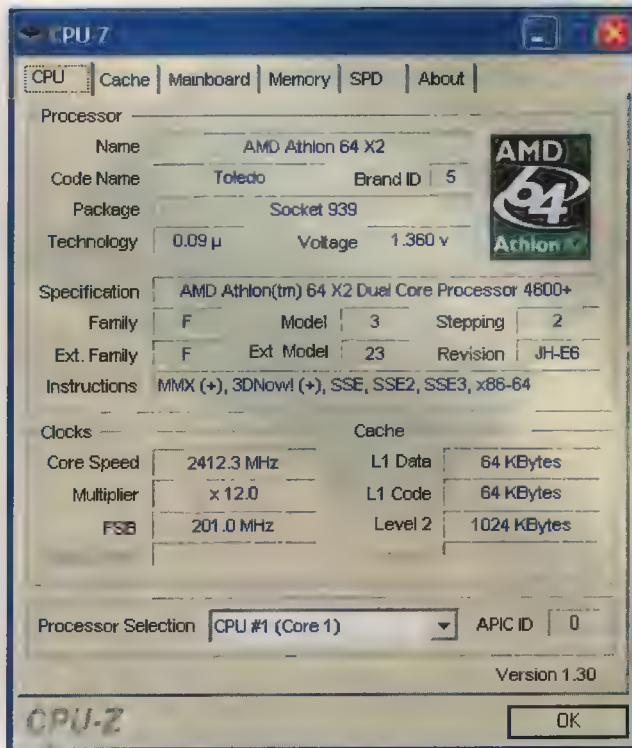 CPU-Z
CPU Cache Mainboard Memory SPD About
Processor
Name AMD Athlon 64 X2
Code Name Toledo Brand ID 5
Package Socket 939
Technology 0.09 µ Voltage 1.360 v
AMD
64
Athlon
Specification AMD Athlon(tm) 64 X2 Dual Core Processor 4800+
Family F Model 3 Stepping 2
Ext. Family F Ext Model 23 Revision JH-E6
Instructions MMX (+), 3DNow! (+), SSE, SSE2, SSE3, x86-64
Clocks Cache
Core Speed 2412.3 MHz L1 Data 64 KBytes
Multiplier x 12.0 L1 Code 64 KBytes
FSB 201.0 MHz Level 2 1024 KBytes
Processor Selection CPU #1 (Core 1) APIC ID 0
Version 1.30
CPU-Z OK